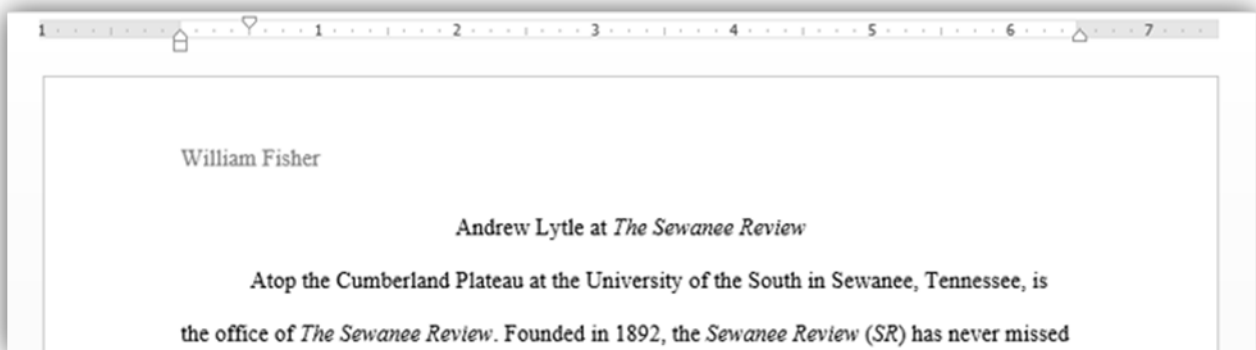 1 1 2 3 4 5 6 7
William Fisher
Andrew Lytle at The Sewanee Review
Atop the Cumberland Plateau at the University of the South in Sewanee, Tennessee, is
the office of The Sewanee Review. Founded in 1892, the Sewanee Review (SR) has never missed